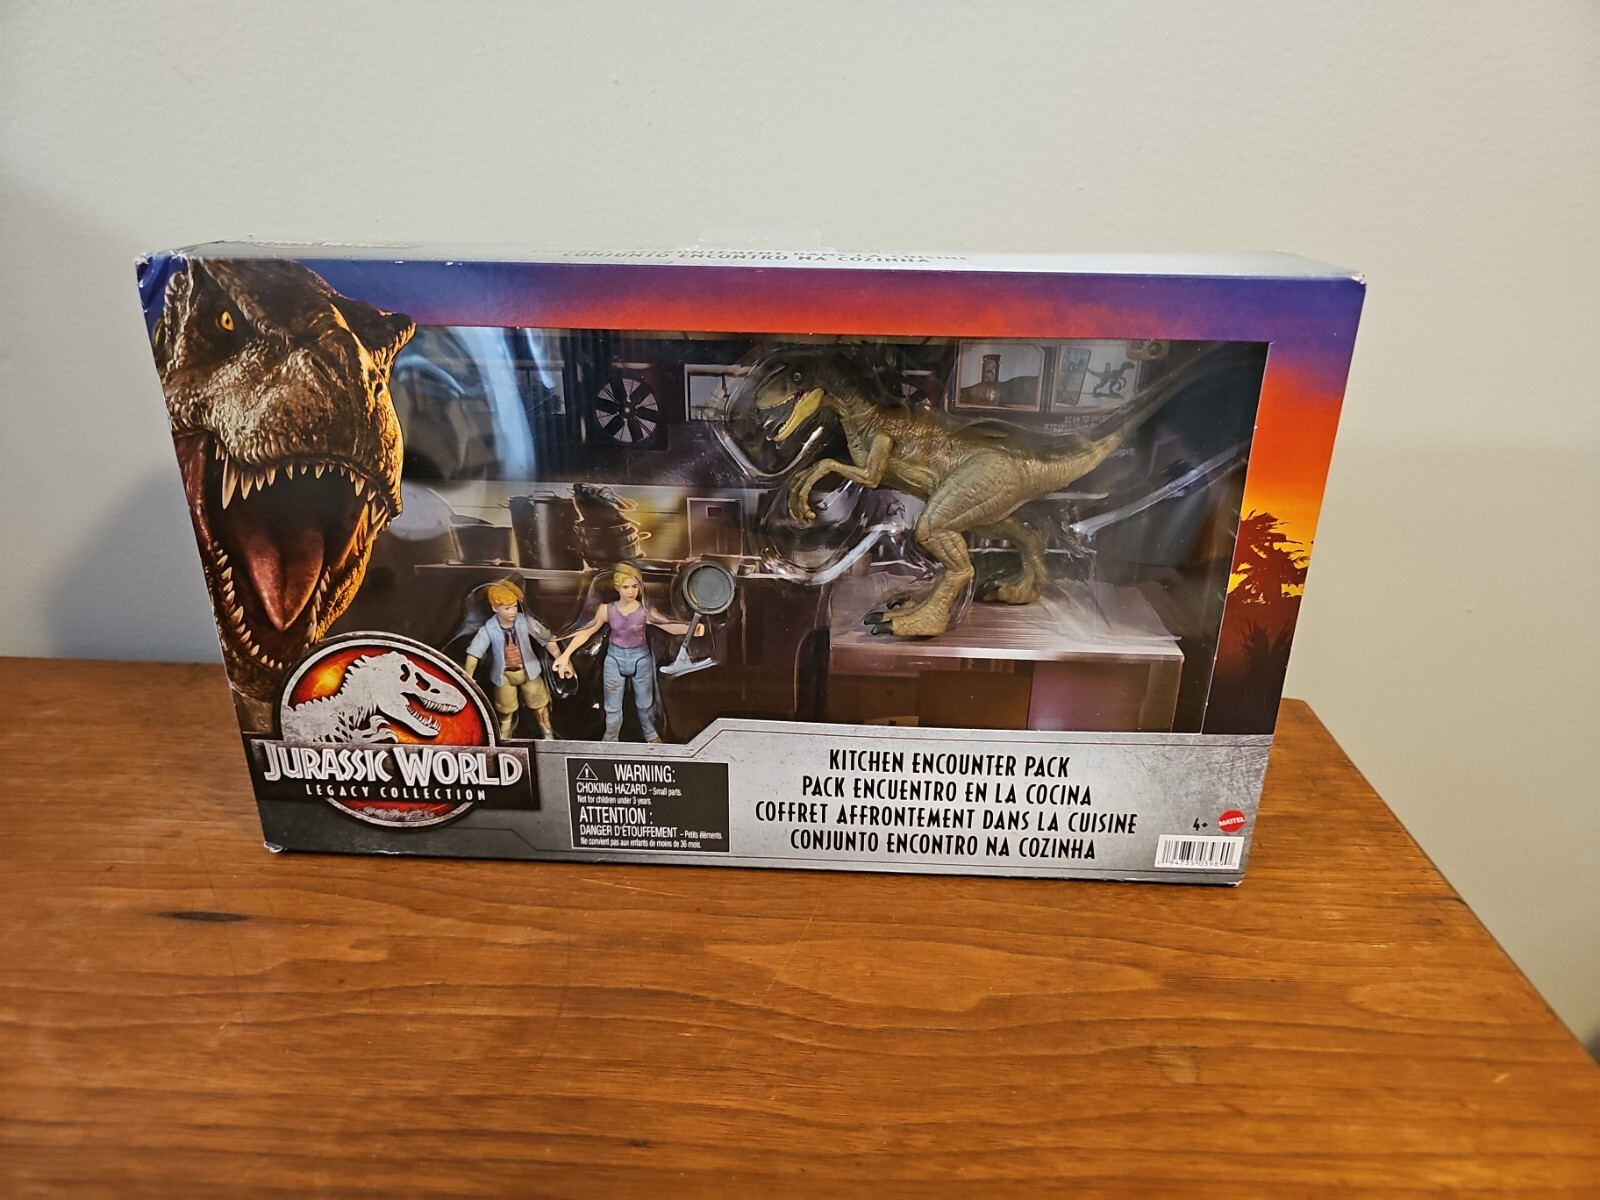 CONJUNTO ENCONTRO NA COZINHA
JURASSIC WORLD
LEGACY COLLECTION
WARNING:
CHOKING HAZARD - Small parts.
Not for children under 3 years.
ATTENTION :
DANGER D'ÉTOUFFEMENT - Petits éléments.
Ne convient pas aux enfants de moins de 36 mois.
KITCHEN ENCOUNTER PACK
PACK ENCUENTRO EN LA COCINA
COFFRET AFFRONTEMENT DANS LA CUISINE
CONJUNTO ENCONTRO NA COZINHA
4+
MATTEL